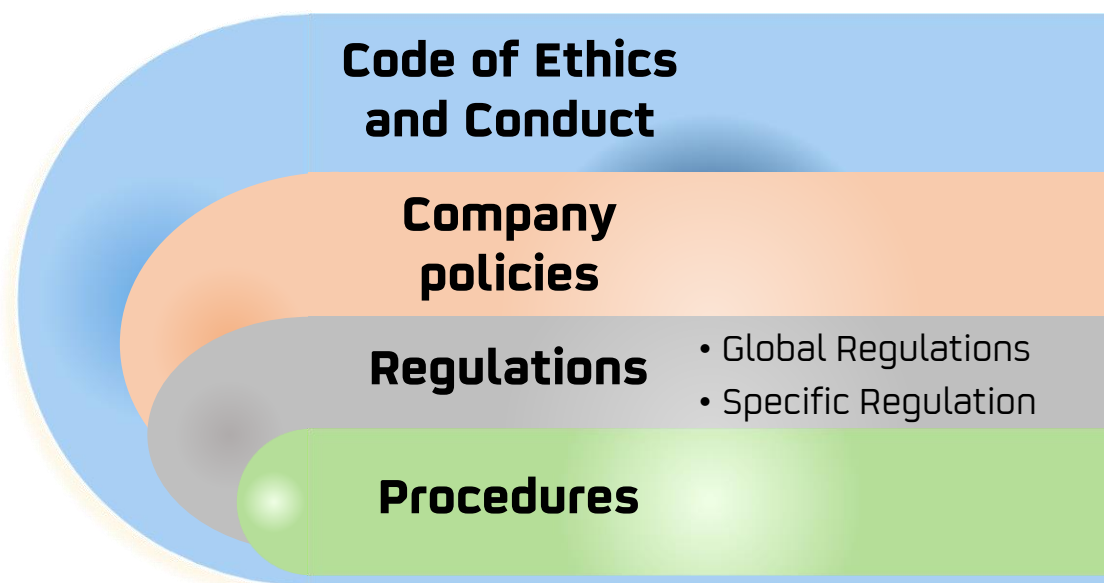 Code of Ethics
and Conduct
Company
policies
Regulations
• Global Regulations
• Specific Regulation
Procedures